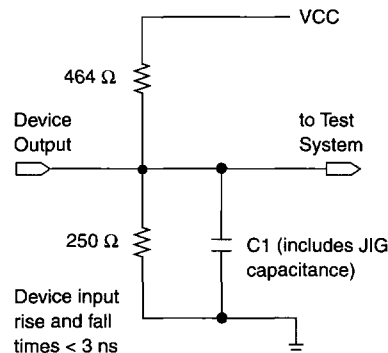 VCC
464 Ω
Device
Output
to Test
System
250 Ω
C1 (includes JIG
capacitance)
Device input
rise and fall
times < 3 ns